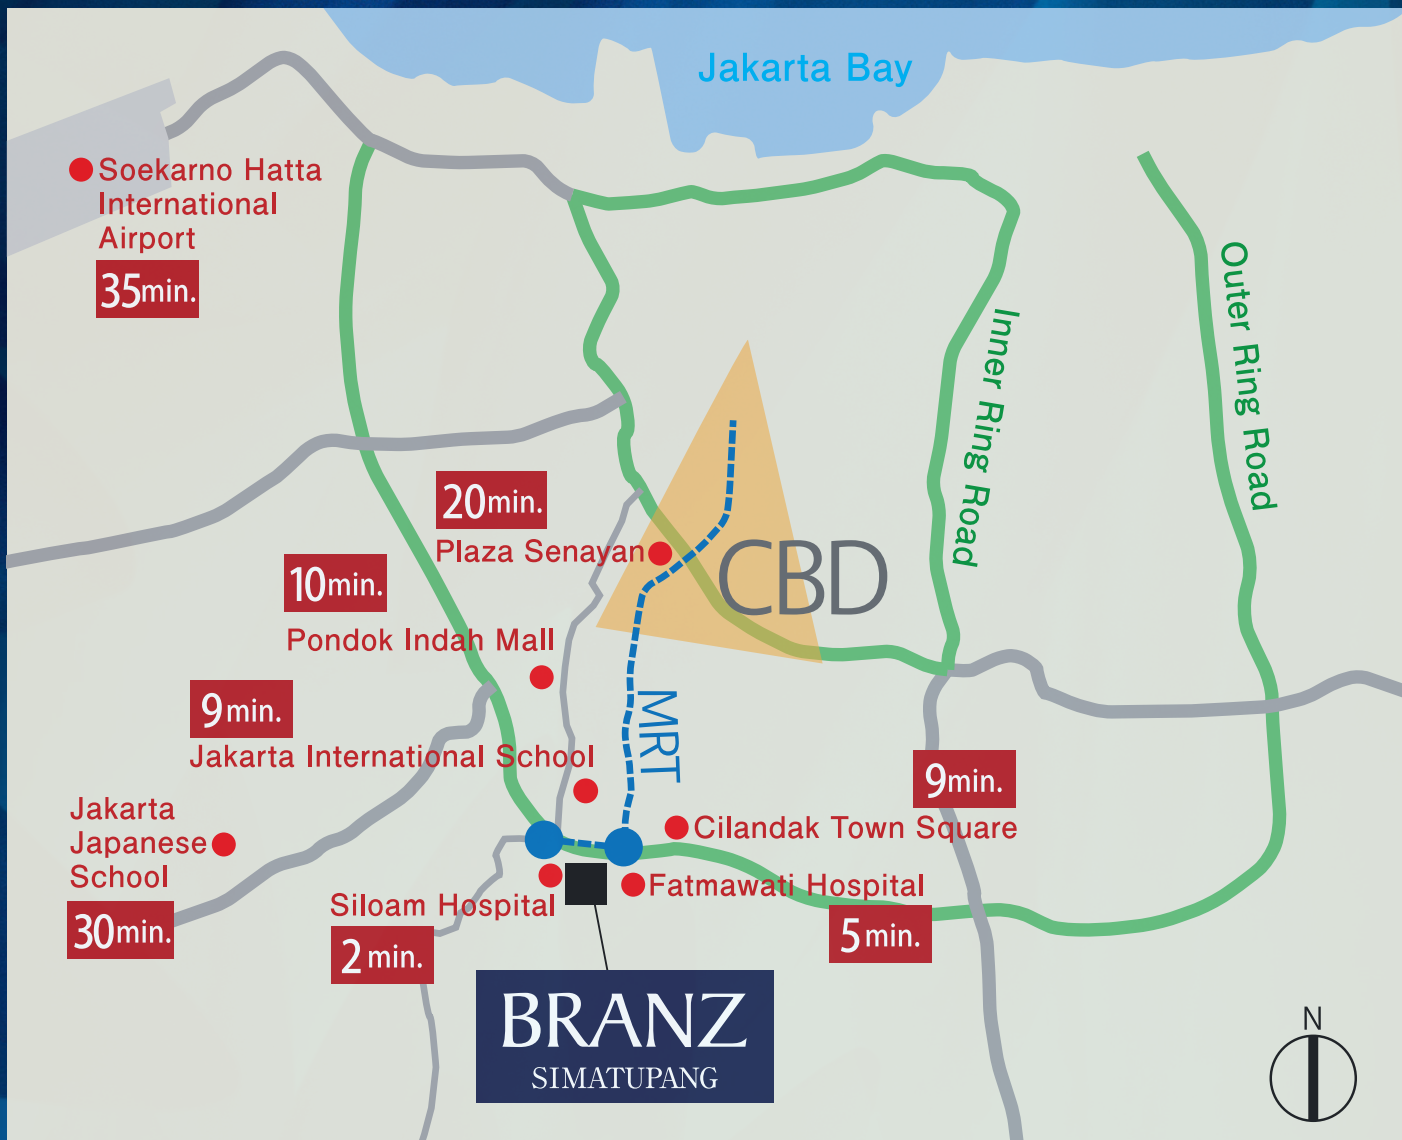 Jakarta Bay
Soekarno Hatta
International
Airport
35min.
Outer Ring Road
Inner Ring Road
20min.
Plaza Senayan
CBD
10min.
Pondok Indah Mall
MRT
9min.
Jakarta International School
9min.
Cilandak Town Square
Jakarta
Japanese
School
30min.
Siloam Hospital
2min.
Fatmawati Hospital
5min.
BRANZ
SIMATUPANG
N